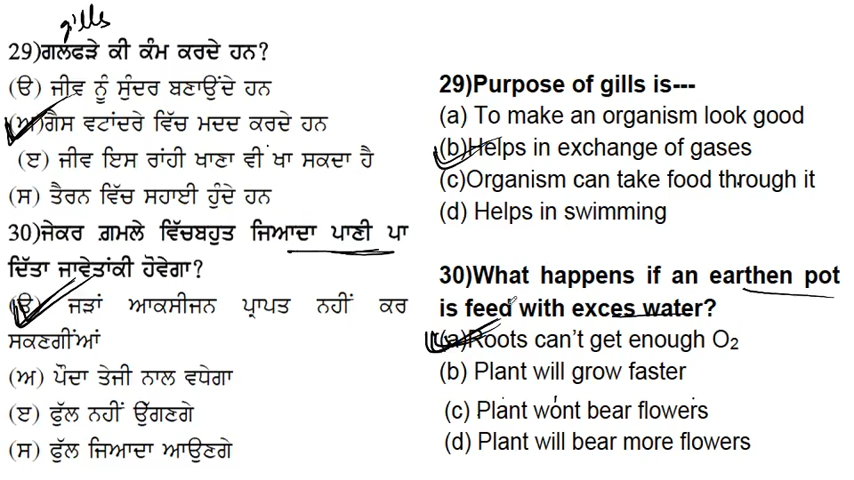 gills
29)ਗਲਫੜੇ ਕੀ ਕੰਮ ਕਰਦੇ ਹਨ?
(ੳ) ਜੀਵ ਨੂੰ ਸੁੰਦਰ ਬਣਾਉਂਦੇ ਹਨ
(ਅ)ਗੈਸ ਵਟਾਂਦਰੇ ਵਿੱਚ ਮਦਦ ਕਰਦੇ ਹਨ
(ੲ) ਜੀਵ ਇਸ ਰਾਂਹੀ ਖਾਣਾ ਵੀ ਖਾ ਸਕਦਾ ਹੈ
(ਸ) ਤੈਰਨ ਵਿੱਚ ਸਹਾਈ ਹੁੰਦੇ ਹਨ
30)ਜੇਕਰ ਗ਼ਮਲੇ ਵਿੱਚਬਹੁਤ ਜਿਆਦਾ ਪਾਣੀ ਪਾ
ਦਿੱਤਾ ਜਾਵੇਤਾਂਕੀ ਹੋਵੇਗਾ?
(ੳ) ਜੜਾਂ ਆਕਸੀਜਨ ਪ੍ਰਾਪਤ ਨਹੀਂ ਕਰ
ਸਕਣਗੀਂਆਂ
(ਅ) ਪੌਦਾ ਤੇਜੀ ਨਾਲ ਵਧੇਗਾ
(ੲ) ਫੁੱਲ ਨਹੀਂ ਉੱਗਣਗੇ
(ਸ) ਫੁੱਲ ਜਿਆਦਾ ਆਉਣਗੇ
29)Purpose of gills is---
(a) To make an organism look good
(b)Helps in exchange of gases
(c)Organism can take food through it
(d) Helps in swimming
30)What happens if an earthen pot
is feed with exces water?
(a)Roots can't get enough O₂
(b) Plant will grow faster
(c) Plant wont bear flowers
(d) Plant will bear more flowers